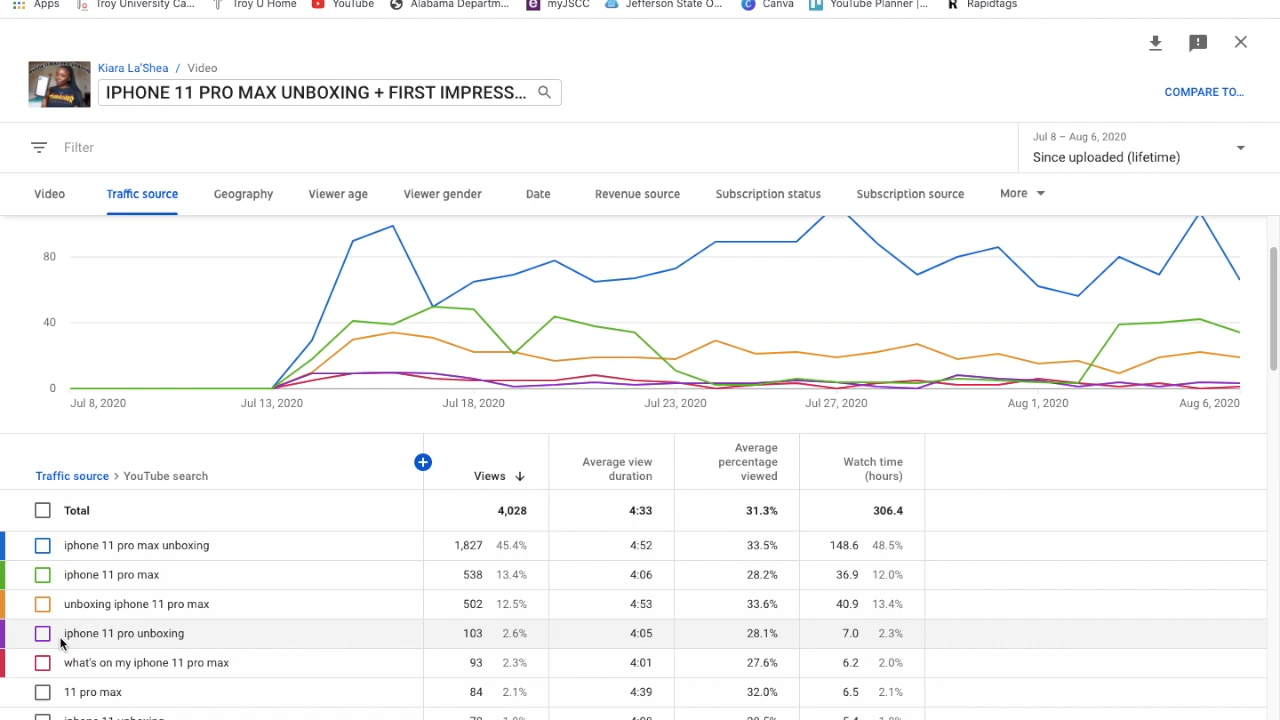 Apps Troy University Ca... Troy U Home YouTube Alabama Departm... myJSCC Jefferson State O... Canva YouTube Planner |... Rapidtags
Kiara La'Shea / Video
IPHONE 11 PRO MAX UNBOXING + FIRST IMPRESS...
COMPARE TO...
Filter
Jul 8 – Aug 6, 2020
Since uploaded (lifetime)
Video Traffic source Geography Viewer age Viewer gender Date Revenue source Subscription status Subscription source More
80
40
0
Jul 8, 2020 Jul 13, 2020 Jul 18, 2020 Jul 23, 2020 Jul 27, 2020 Aug 1, 2020 Aug 6, 2020
Traffic source > YouTube search
Views
Average view
duration
Average
percentage
viewed
Watch time
(hours)
Total 4,028 4:33 31.3% 306.4
iphone 11 pro max unboxing 1,827 45.4% 4:52 33.5% 148.6 48.5%
iphone 11 pro max 538 13.4% 4:06 28.2% 36.9 12.0%
unboxing iphone 11 pro max 502 12.5% 4:53 33.6% 40.9 13.4%
iphone 11 pro unboxing 103 2.6% 4:05 28.1% 7.0 2.3%
what's on my iphone 11 pro max 93 2.3% 4:01 27.6% 6.2 2.0%
11 pro max 84 2.1% 4:39 32.0% 6.5 2.1%